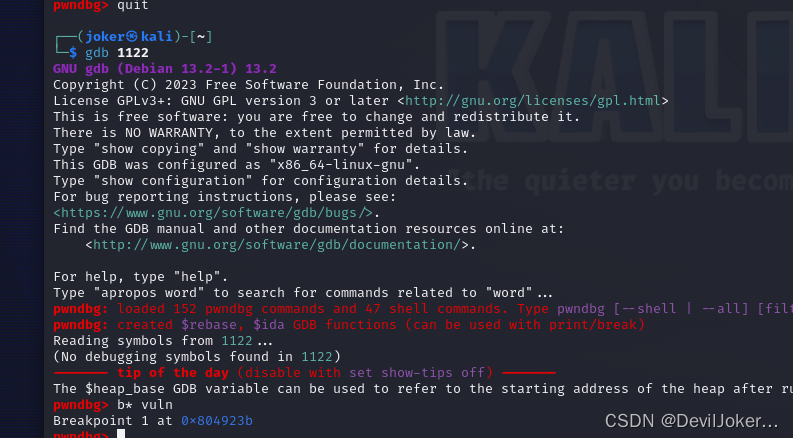 pwndbg> quit
┌──(joker㉿kali)-[~]
└─$ gdb 1122
GNU gdb (Debian 13.2-1) 13.2
Copyright (C) 2023 Free Software Foundation, Inc.
License GPLv3+: GNU GPL version 3 or later <http://gnu.org/licenses/gpl.html>
This is free software: you are free to change and redistribute it.
There is NO WARRANTY, to the extent permitted by law.
Type "show copying" and "show warranty" for details.
This GDB was configured as "x86_64-linux-gnu".
Type "show configuration" for configuration details.
For bug reporting instructions, please see:
<https://www.gnu.org/software/gdb/bugs/>.
Find the GDB manual and other documentation resources online at:
    <http://www.gnu.org/software/gdb/documentation/>.
For help, type "help".
Type "apropos word" to search for commands related to "word"...
pwndbg: loaded 152 pwndbg commands and 47 shell commands. Type pwndbg [--shell | --all] [filt
pwndbg: created $rebase, $ida GDB functions (can be used with print/break)
Reading symbols from 1122...
(No debugging symbols found in 1122)
─────── tip of the day (disable with set show-tips off) ───────
The $heap_base GDB variable can be used to refer to the starting address of the heap after ru
pwndbg> b* vuln
Breakpoint 1 at 0×804923b
pwndbg>
KALI
the quieter you becom
CSDN @DevilJoker...